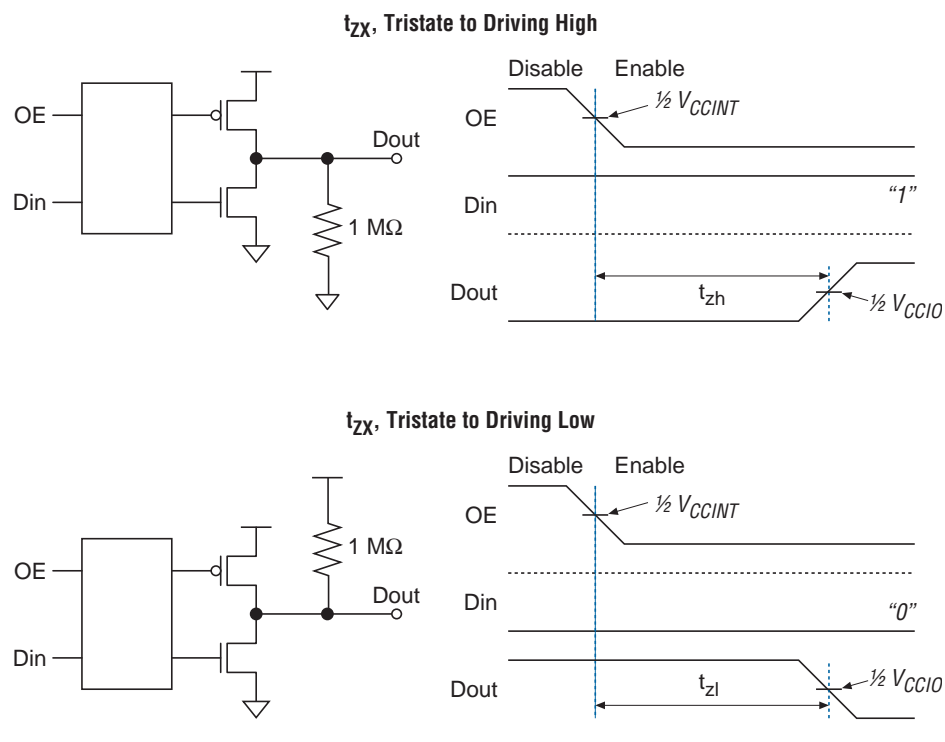 tZX, Tristate to Driving High
Disable Enable
OE
Din
Dout
1 MΩ
OE
½ VCCINT
Din
"1"
Dout
tzh
½ VCCIO
tZX, Tristate to Driving Low
1 MΩ
OE
Dout
Din
Disable Enable
OE
½ VCCINT
Din
"0"
Dout
tzl
½ VCCIO